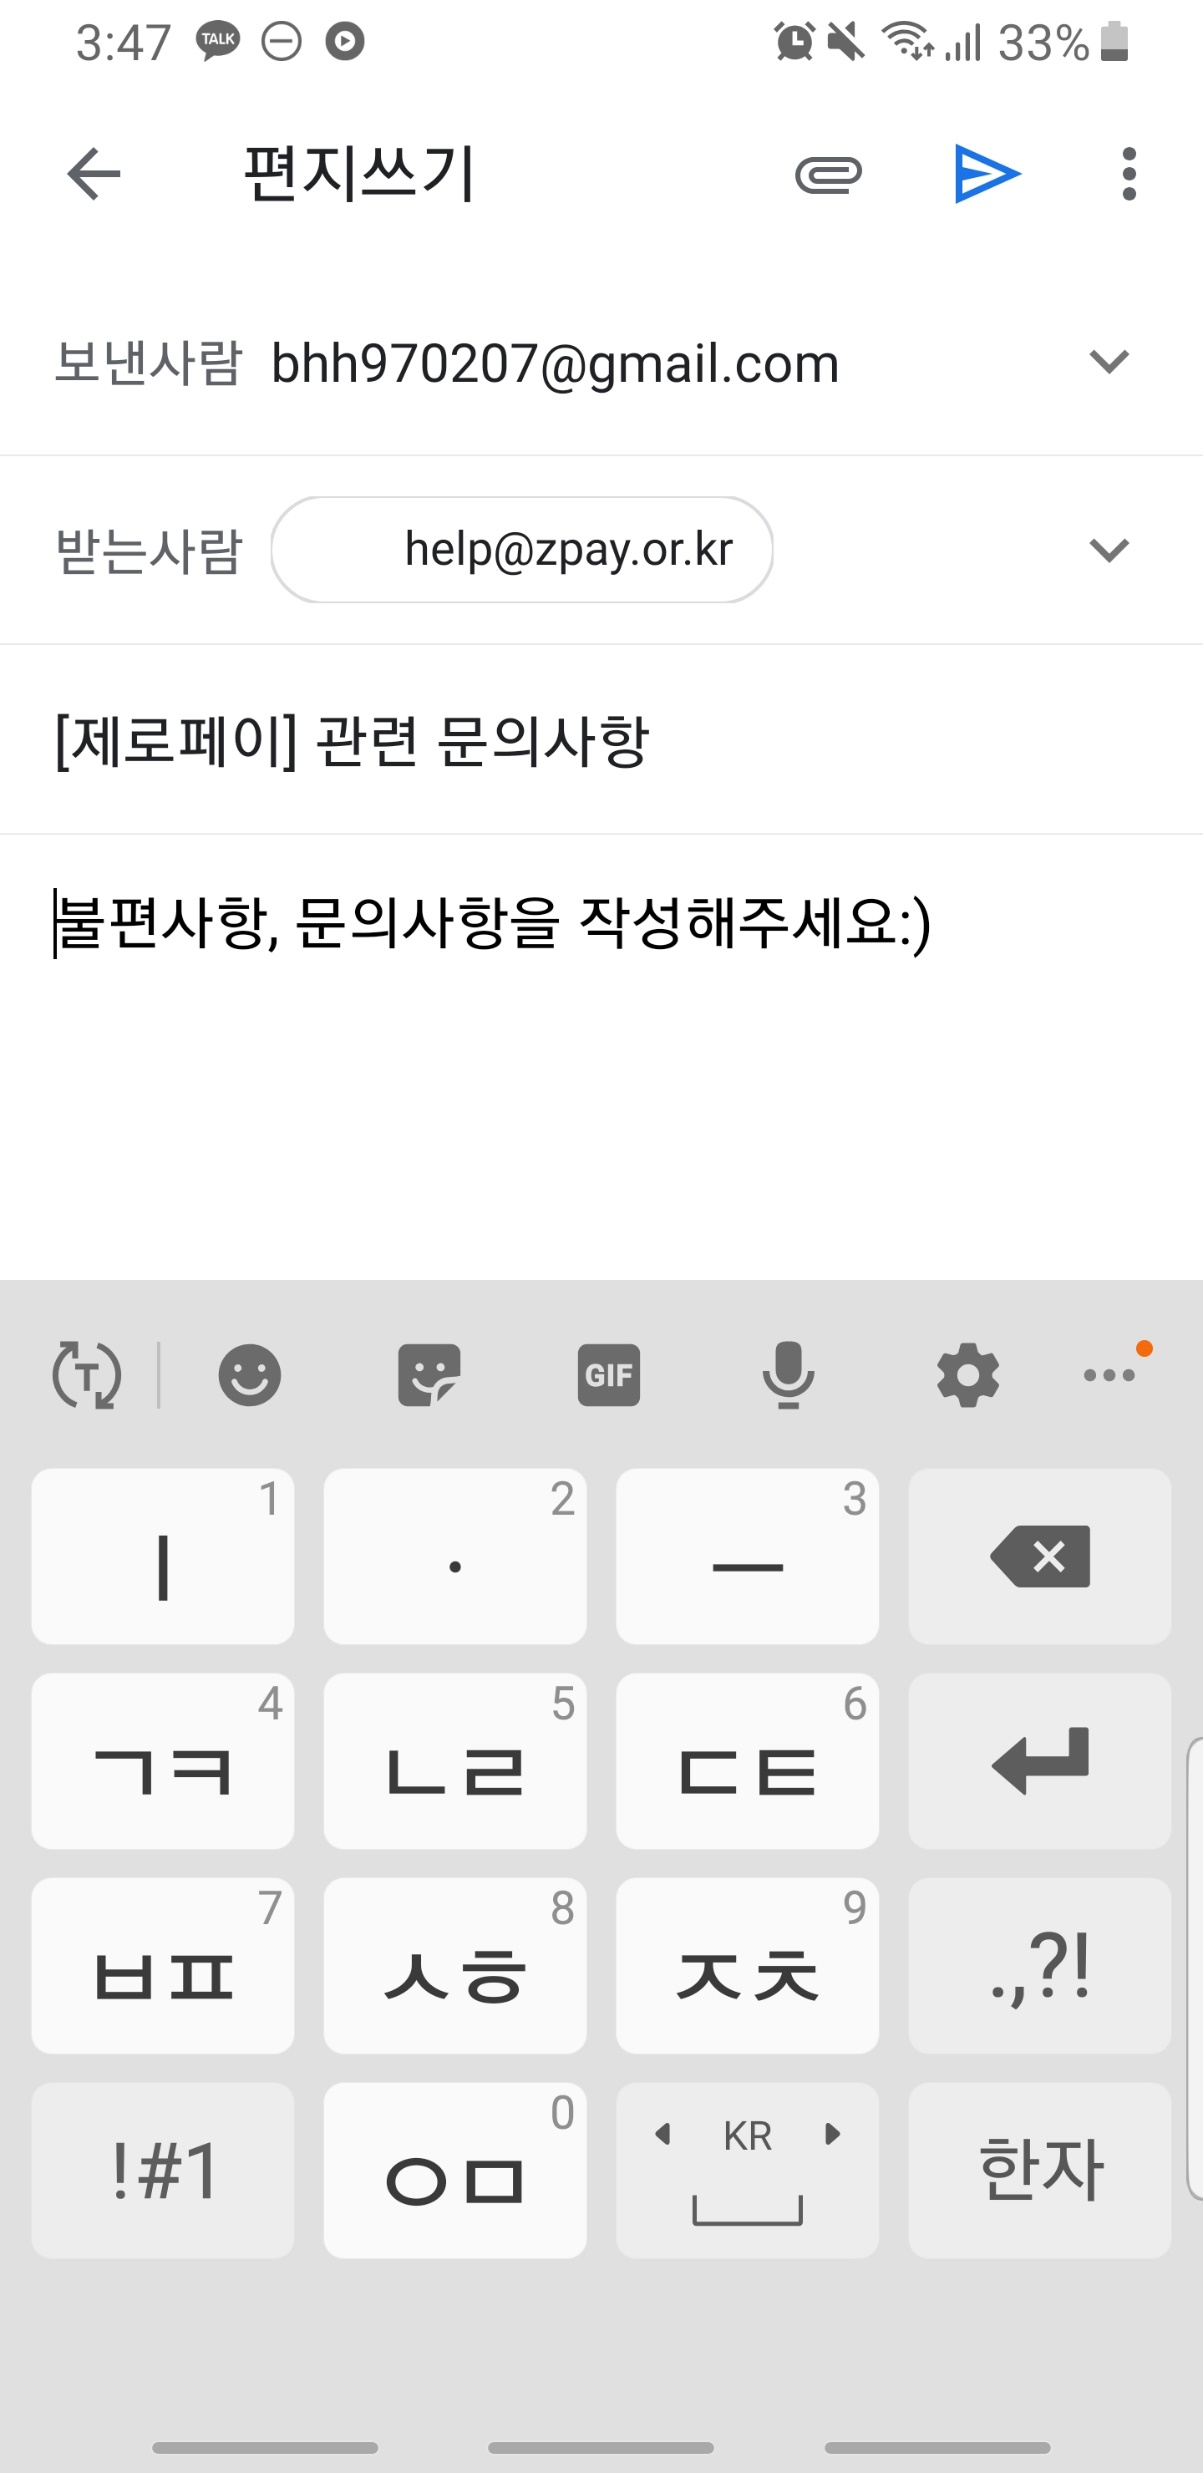 3:47 TALK 33%
편지쓰기
보낸사람 bhh970207@gmail.com
받는사람 help@zpay.or.kr
[제로페이] 관련 문의사항
불편사항, 문의사항을 작성해주세요:)
T GIF
1 2 3
ㅣ · ㅡ
4 5 6
ㄱㅋ ㄴㄹ ㄷㅌ
7 8 9
ㅂㅍ ㅅㅎ ㅈㅊ .,?!
0
!#1 ㅇㅁ KR 한자